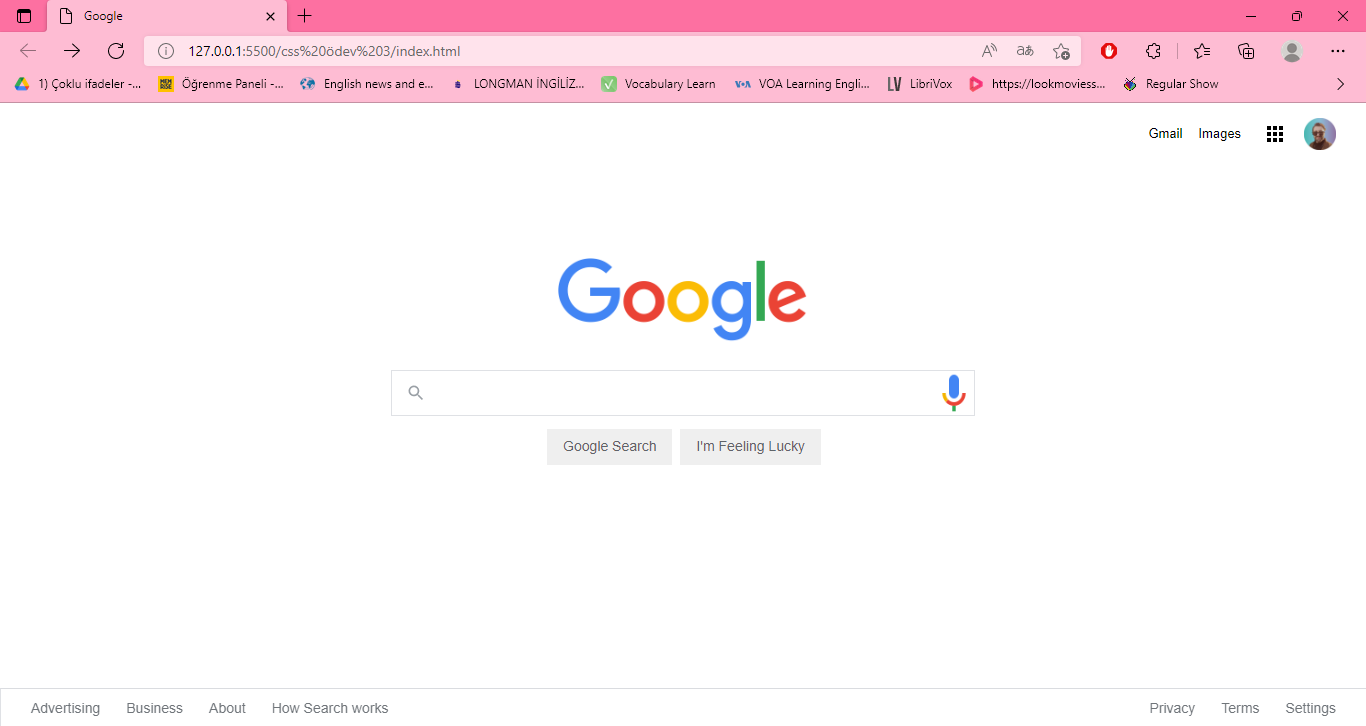 Google
127.0.0.1:5500/css%20ödev%203/index.html
1) Çoklu ifadeler -... Öğrenme Paneli -... English news and e... LONGMAN İNGİLİZ... Vocabulary Learn VOA VOA Learning Engli... LV LibriVox https://lookmoviess... Regular Show
Gmail Images
Google
Google Search I'm Feeling Lucky
Advertising Business About How Search works Privacy Terms Settings